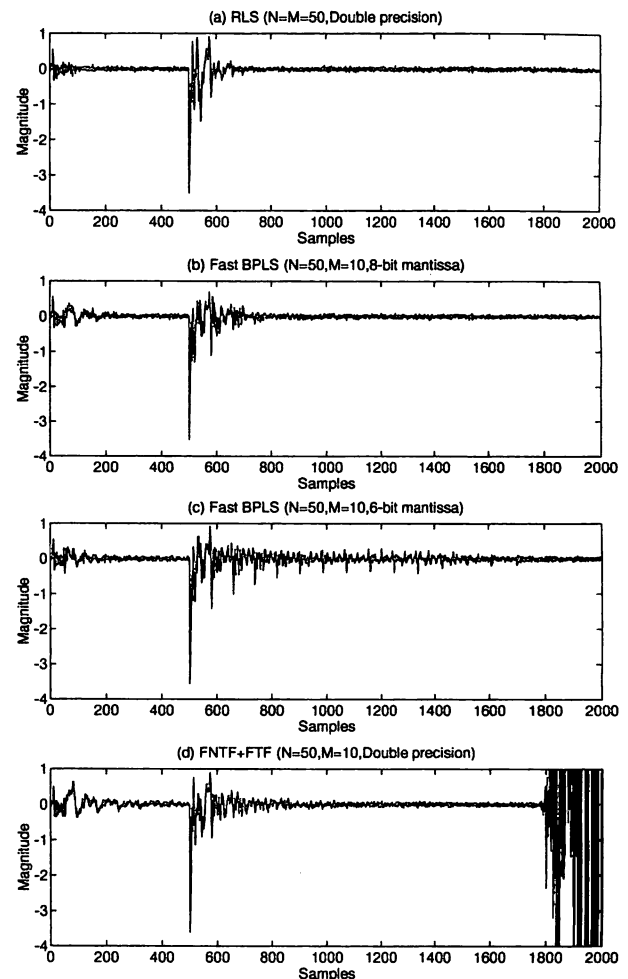 (a) RLS (N=M=50,Double precision)
1
0
-1
-2
-3
-4
Magnitude
0 200 400 600 800 1000 1200 1400 1600 1800 2000
Samples
(b) Fast BPLS (N=50,M=10,8-bit mantissa)
1
0
-1
-2
-3
-4
Magnitude
0 200 400 600 800 1000 1200 1400 1600 1800 2000
Samples
(c) Fast BPLS (N=50,M=10,6-bit mantissa)
1
0
-1
-2
-3
-4
Magnitude
0 200 400 600 800 1000 1200 1400 1600 1800 2000
Samples
(d) FNTF+FTF (N=50,M=10,Double precision)
1
0
-1
-2
-3
-4
Magnitude
0 200 400 600 800 1000 1200 1400 1600 1800 2000
Samples